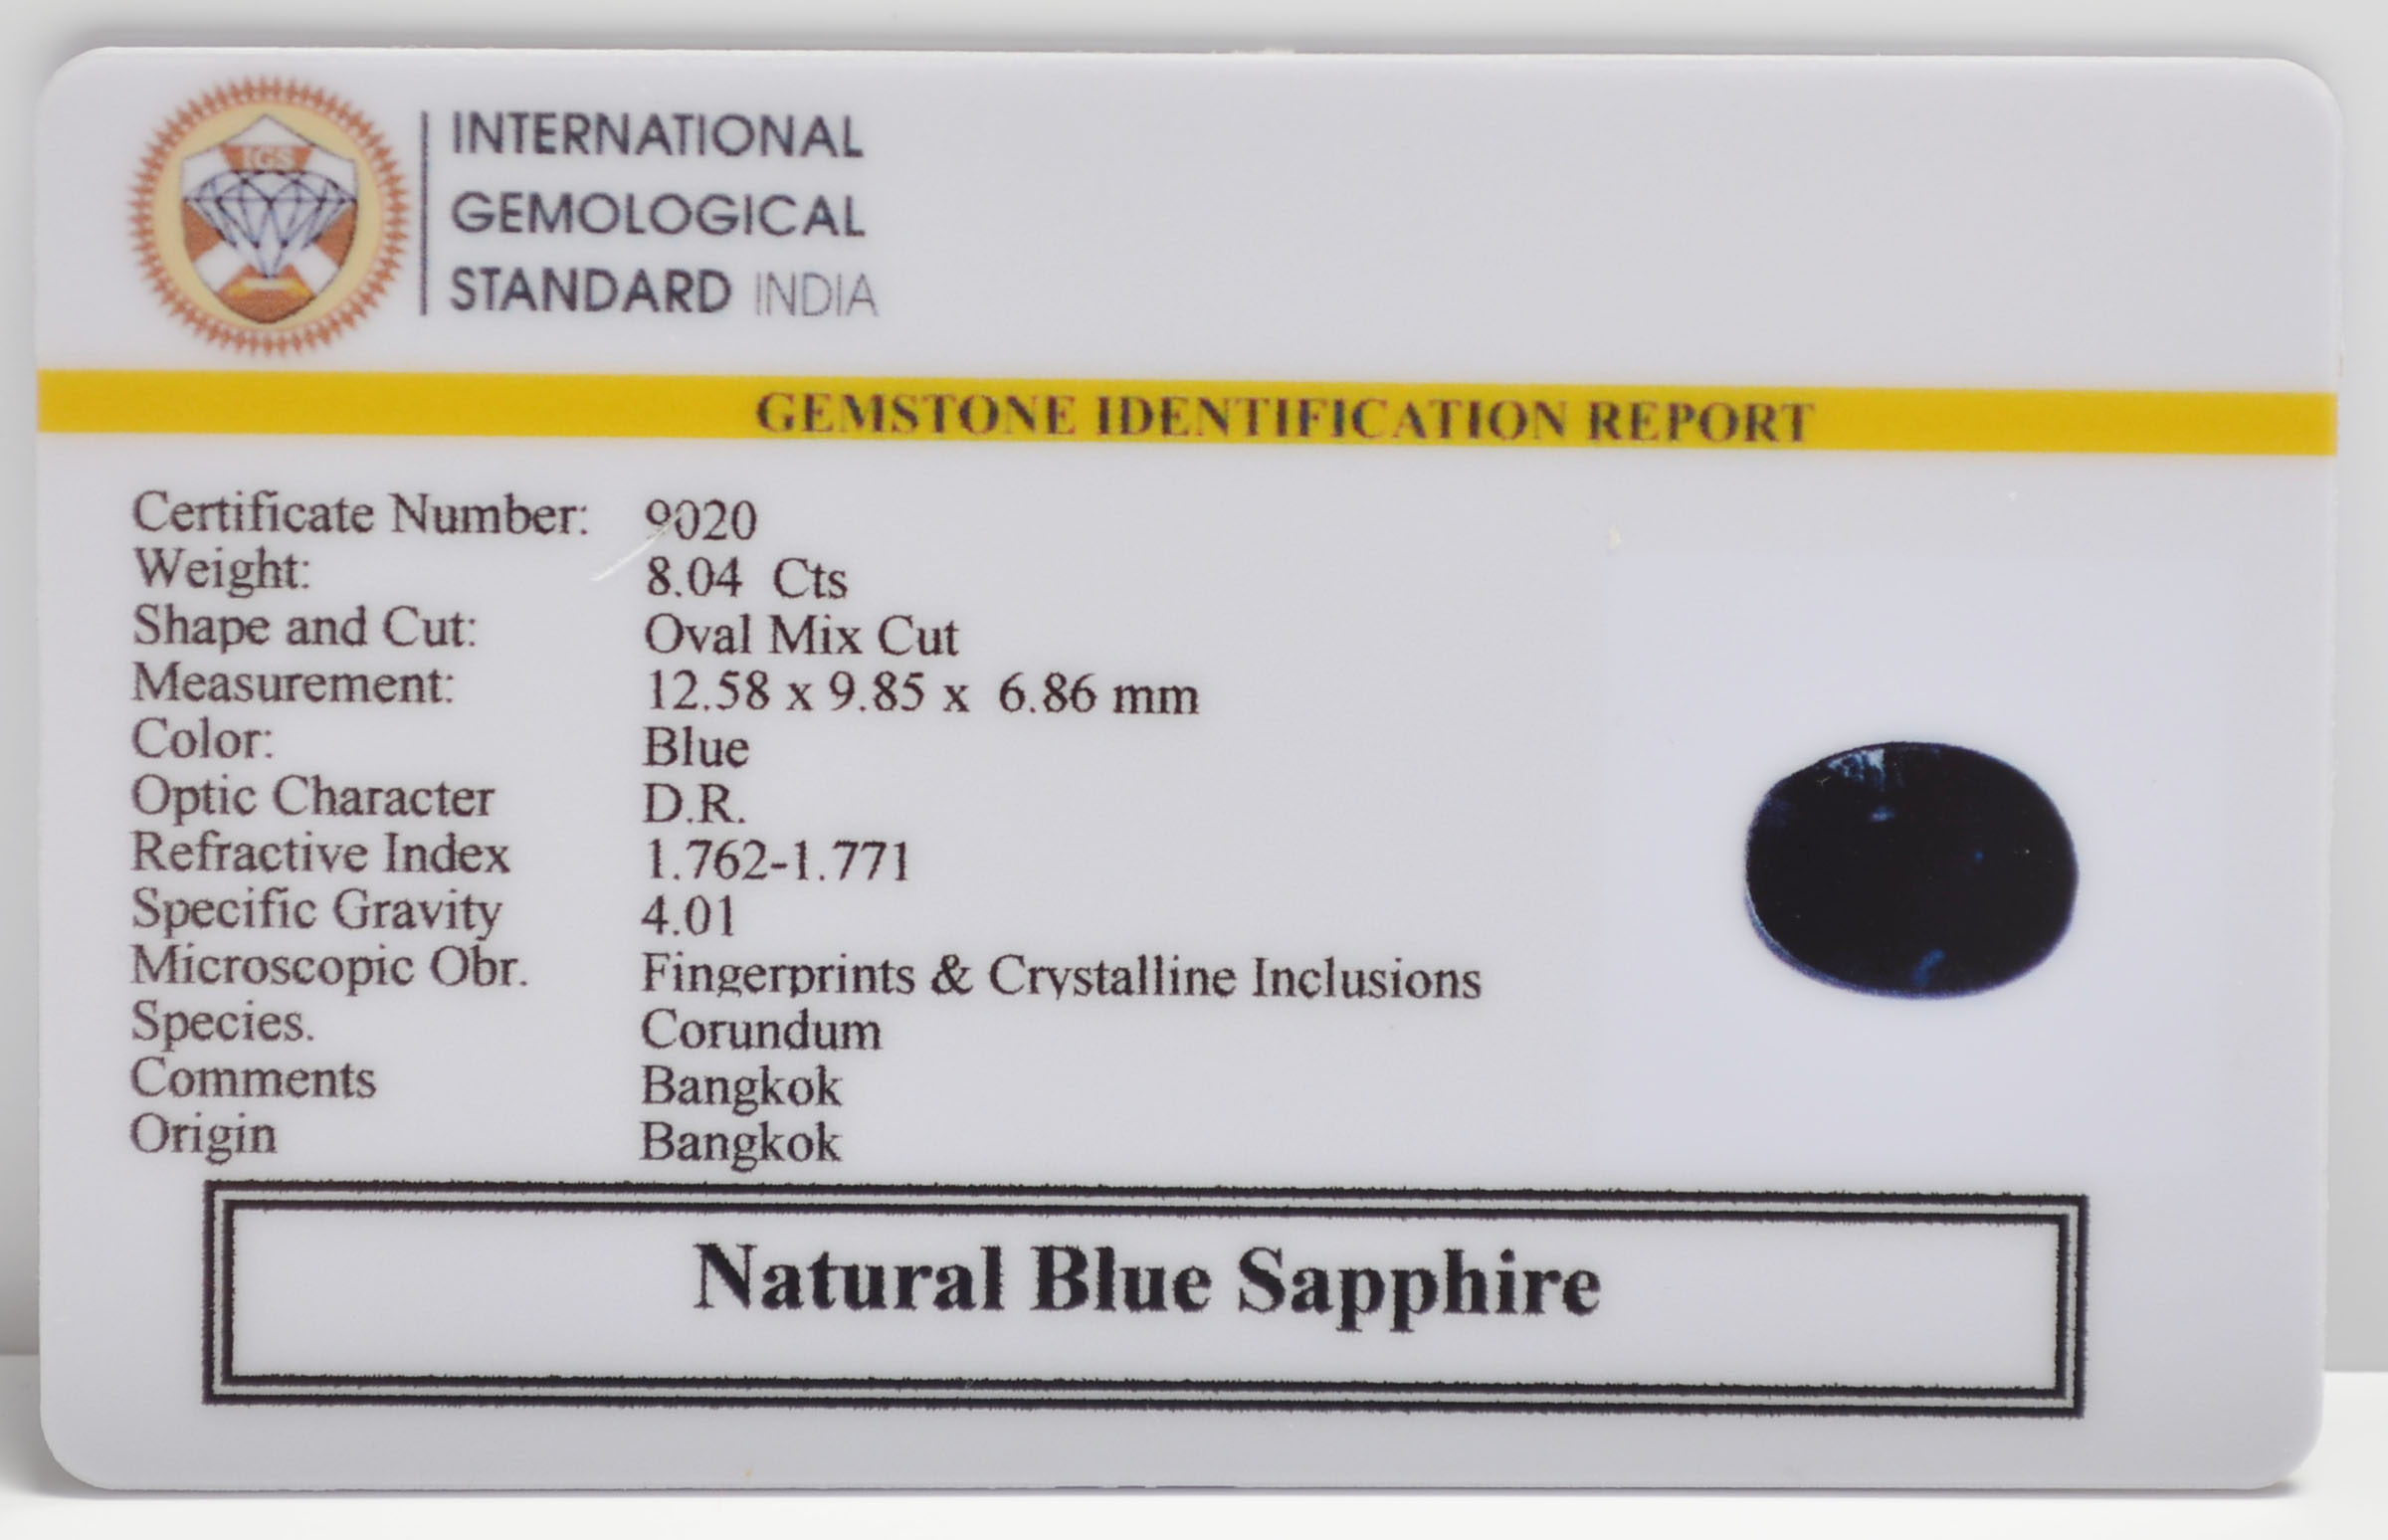 IGS
INTERNATIONAL
GEMOLOGICAL
STANDARD INDIA
GEMSTONE IDENTIFICATION REPORT
Certificate Number: 9020
Weight: 8.04 Cts
Shape and Cut: Oval Mix Cut
Measurement: 12.58 x 9.85 x 6.86 mm
Color: Blue
Optic Character D.R.
Refractive Index 1.762-1.771
Specific Gravity 4.01
Microscopic Obr. Fingerprints & Crystalline Inclusions
Species. Corundum
Comments Bangkok
Origin Bangkok
Natural Blue Sapphire